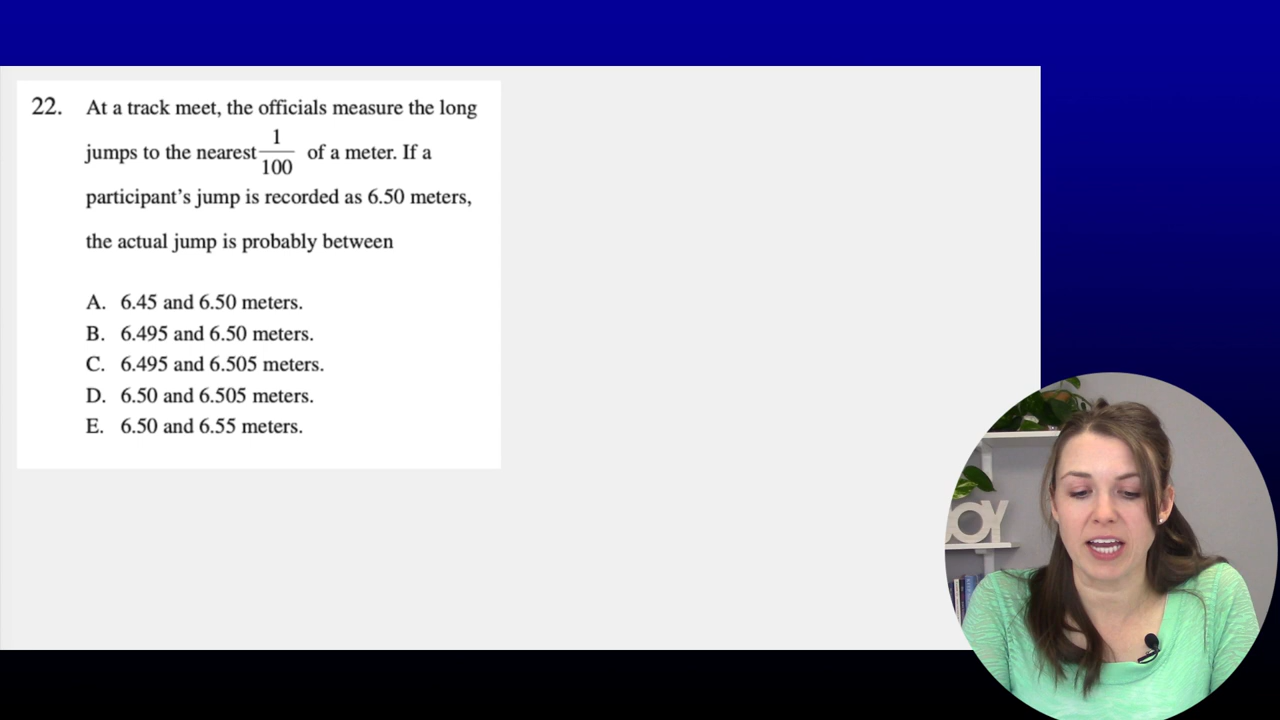 22. At a track meet, the officials measure the long
jumps to the nearest 1/100 of a meter. If a
participant’s jump is recorded as 6.50 meters,
the actual jump is probably between
A. 6.45 and 6.50 meters.
B. 6.495 and 6.50 meters.
C. 6.495 and 6.505 meters.
D. 6.50 and 6.505 meters.
E. 6.50 and 6.55 meters.
OY